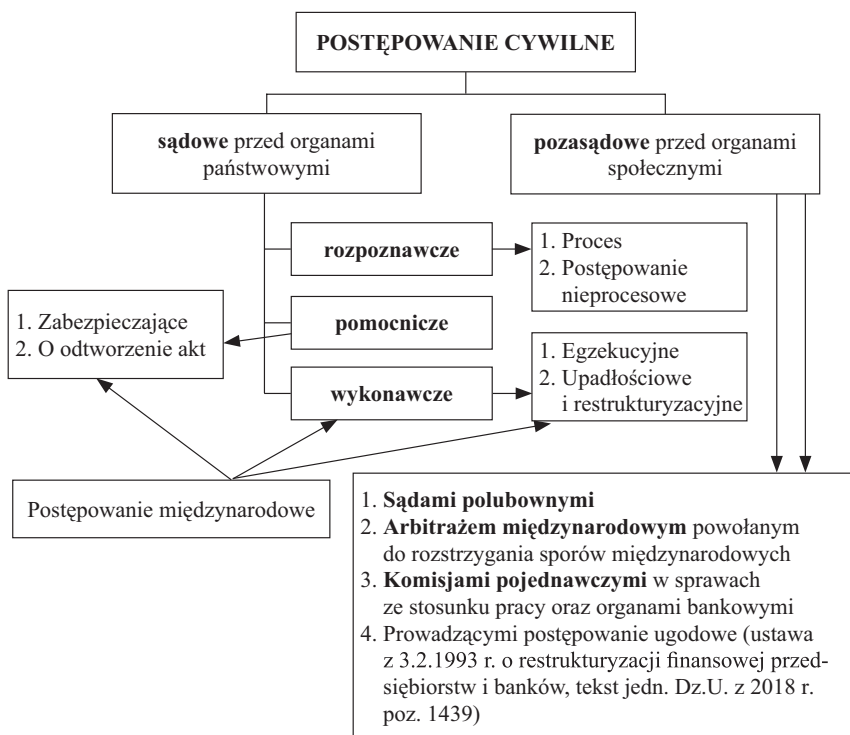 POSTĘPOWANIE CYWILNE
sądowe przed organami
państwowymi
pozasądowe przed organami
społecznymi
rozpoznawcze
1. Proces
2. Postępowanie
nieprocesowe
1. Zabezpieczające
2. O odtworzenie akt
pomocnicze
wykonawcze
1. Egzekucyjne
2. Upadłościowe
i restrukturyzacyjne
Postępowanie międzynarodowe
1. Sądami polubownymi
2. Arbitrażem międzynarodowym powołanym
do rozstrzygania sporów międzynarodowych
3. Komisjami pojednawczymi w sprawach
ze stosunku pracy oraz organami bankowymi
4. Prowadzącymi postępowanie ugodowe (ustawa
z 3.2.1993 r. o restrukturyzacji finansowej przed-
siębiorstw i banków, tekst jedn. Dz.U. z 2018 r.
poz. 1439)